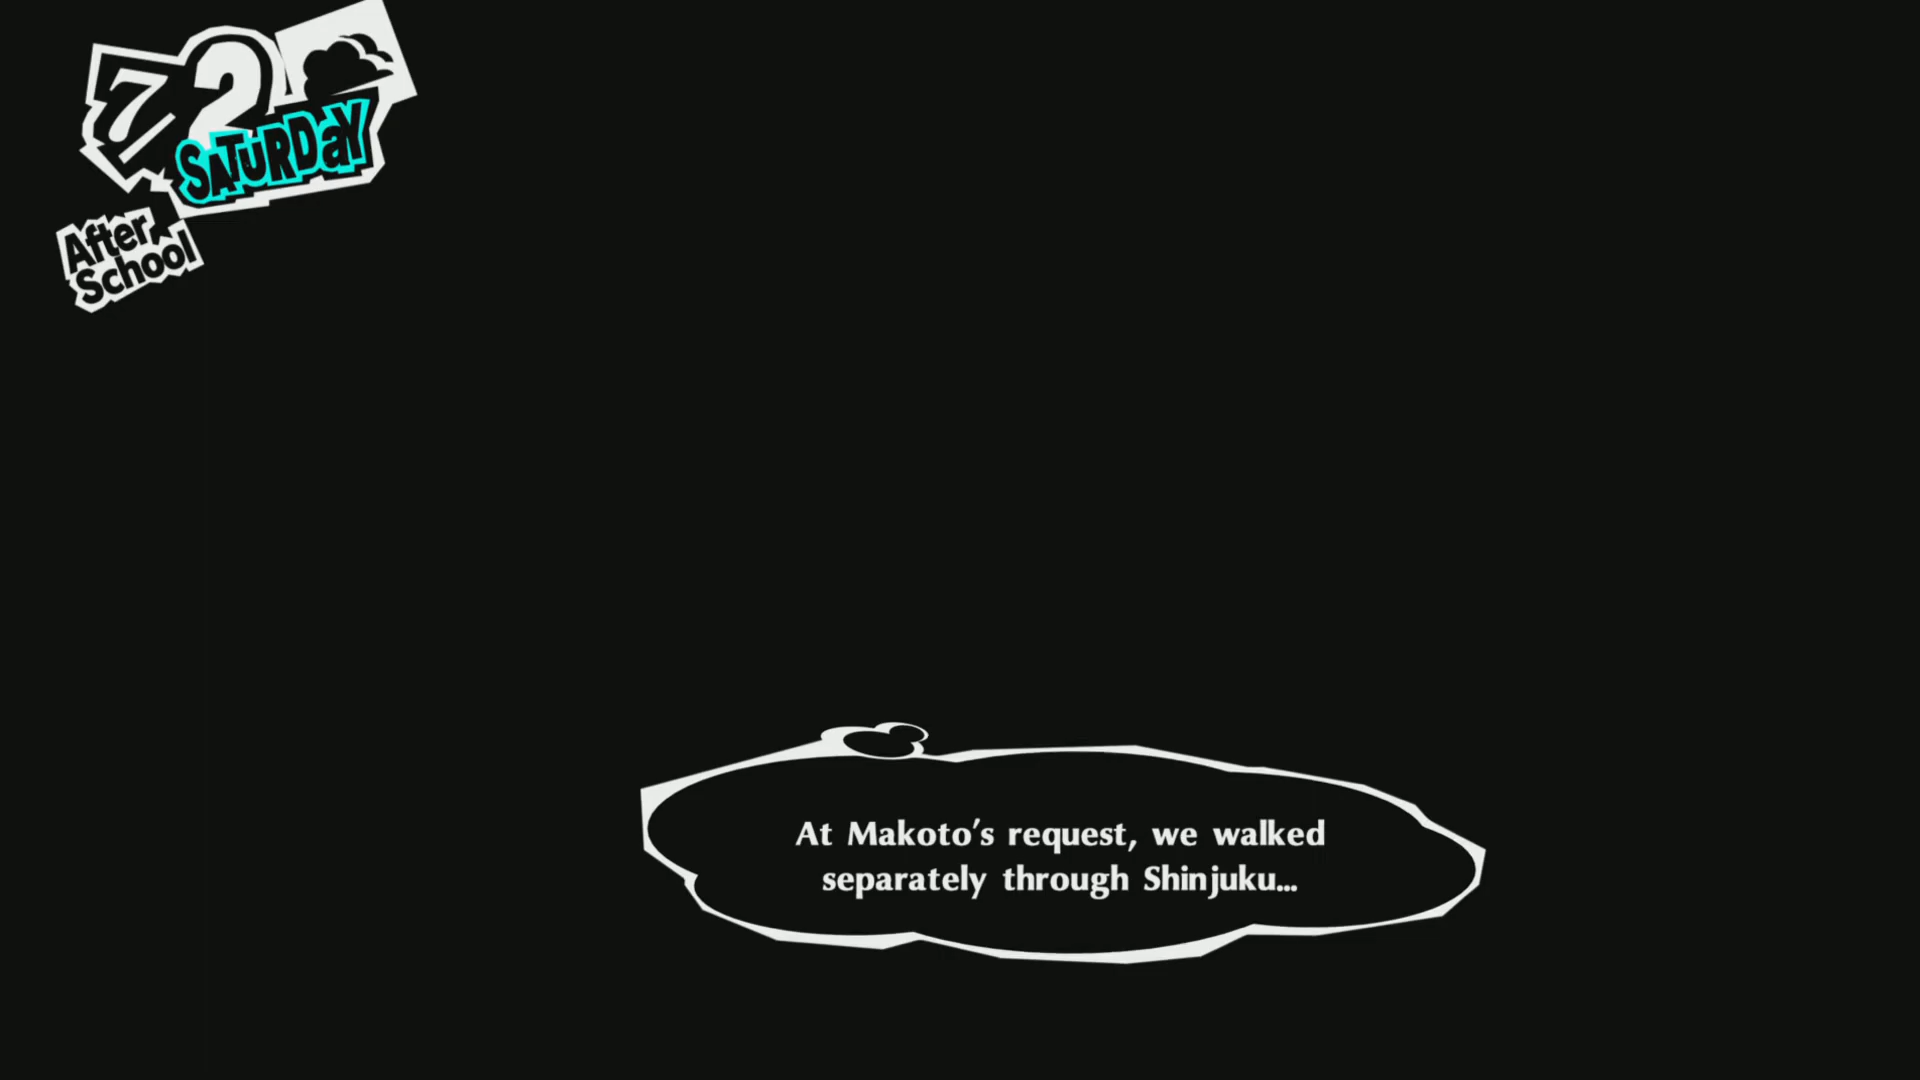 7/2
SATURDAY
After
School
At Makoto's request, we walked
separately through Shinjuku...